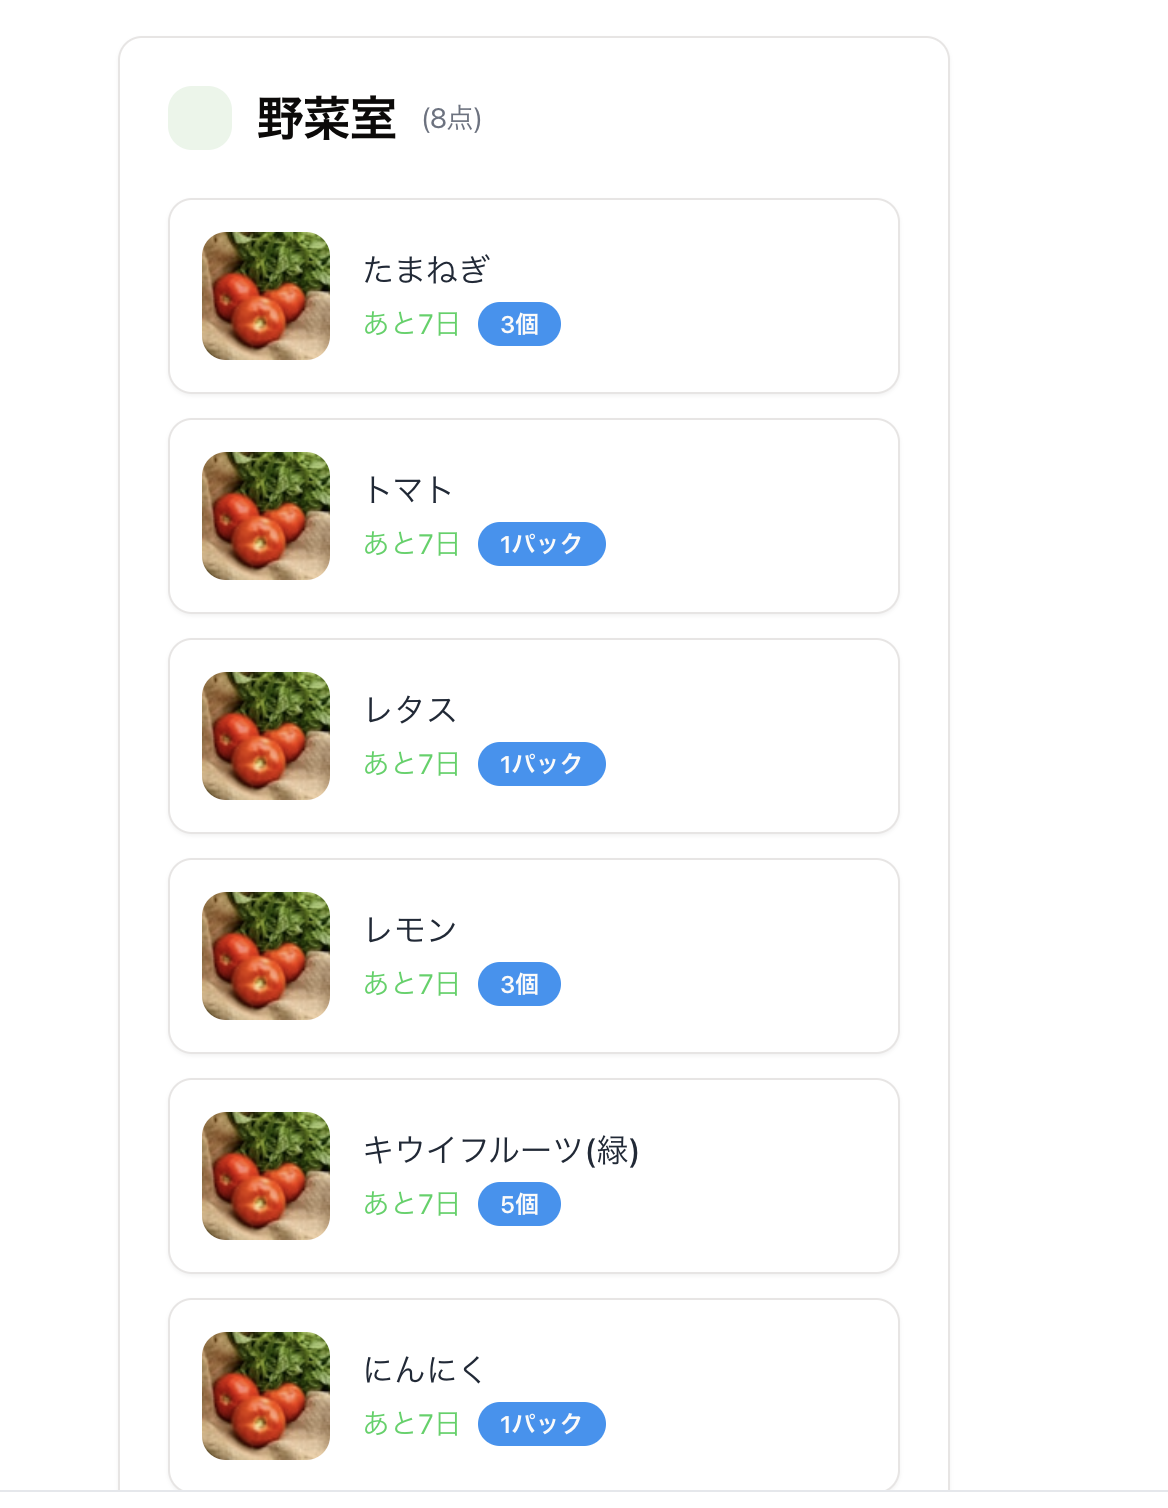 野菜室 (8点)
たまねぎ
あと7日 3個
トマト
あと7日 1パック
レタス
あと7日 1パック
レモン
あと7日 3個
キウイフルーツ(緑)
あと7日 5個
にんにく
あと7日 1パック